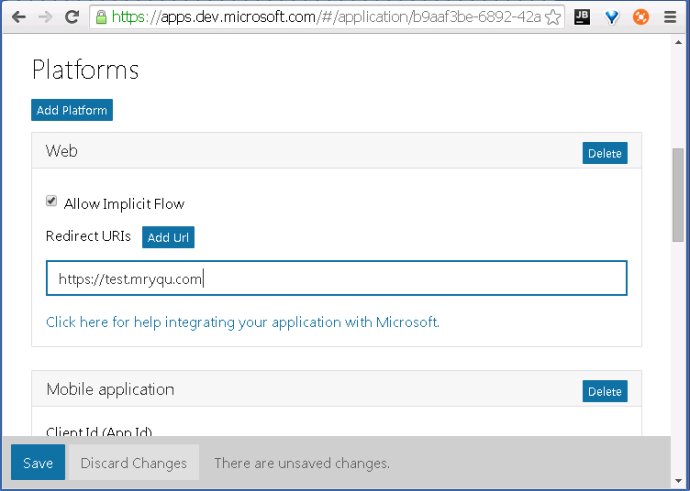 https://apps.dev.microsoft.com/#/application/b9aaf3be-6892-42a
JB
Platforms
Add Platform
Web
Delete
Allow Implicit Flow
Redirect URIs
Add Url
https://test.mryqu.com
Click here for help integrating your application with Microsoft.
Mobile application
Delete
Client Id (App Id)
Save
Discard Changes
There are unsaved changes.